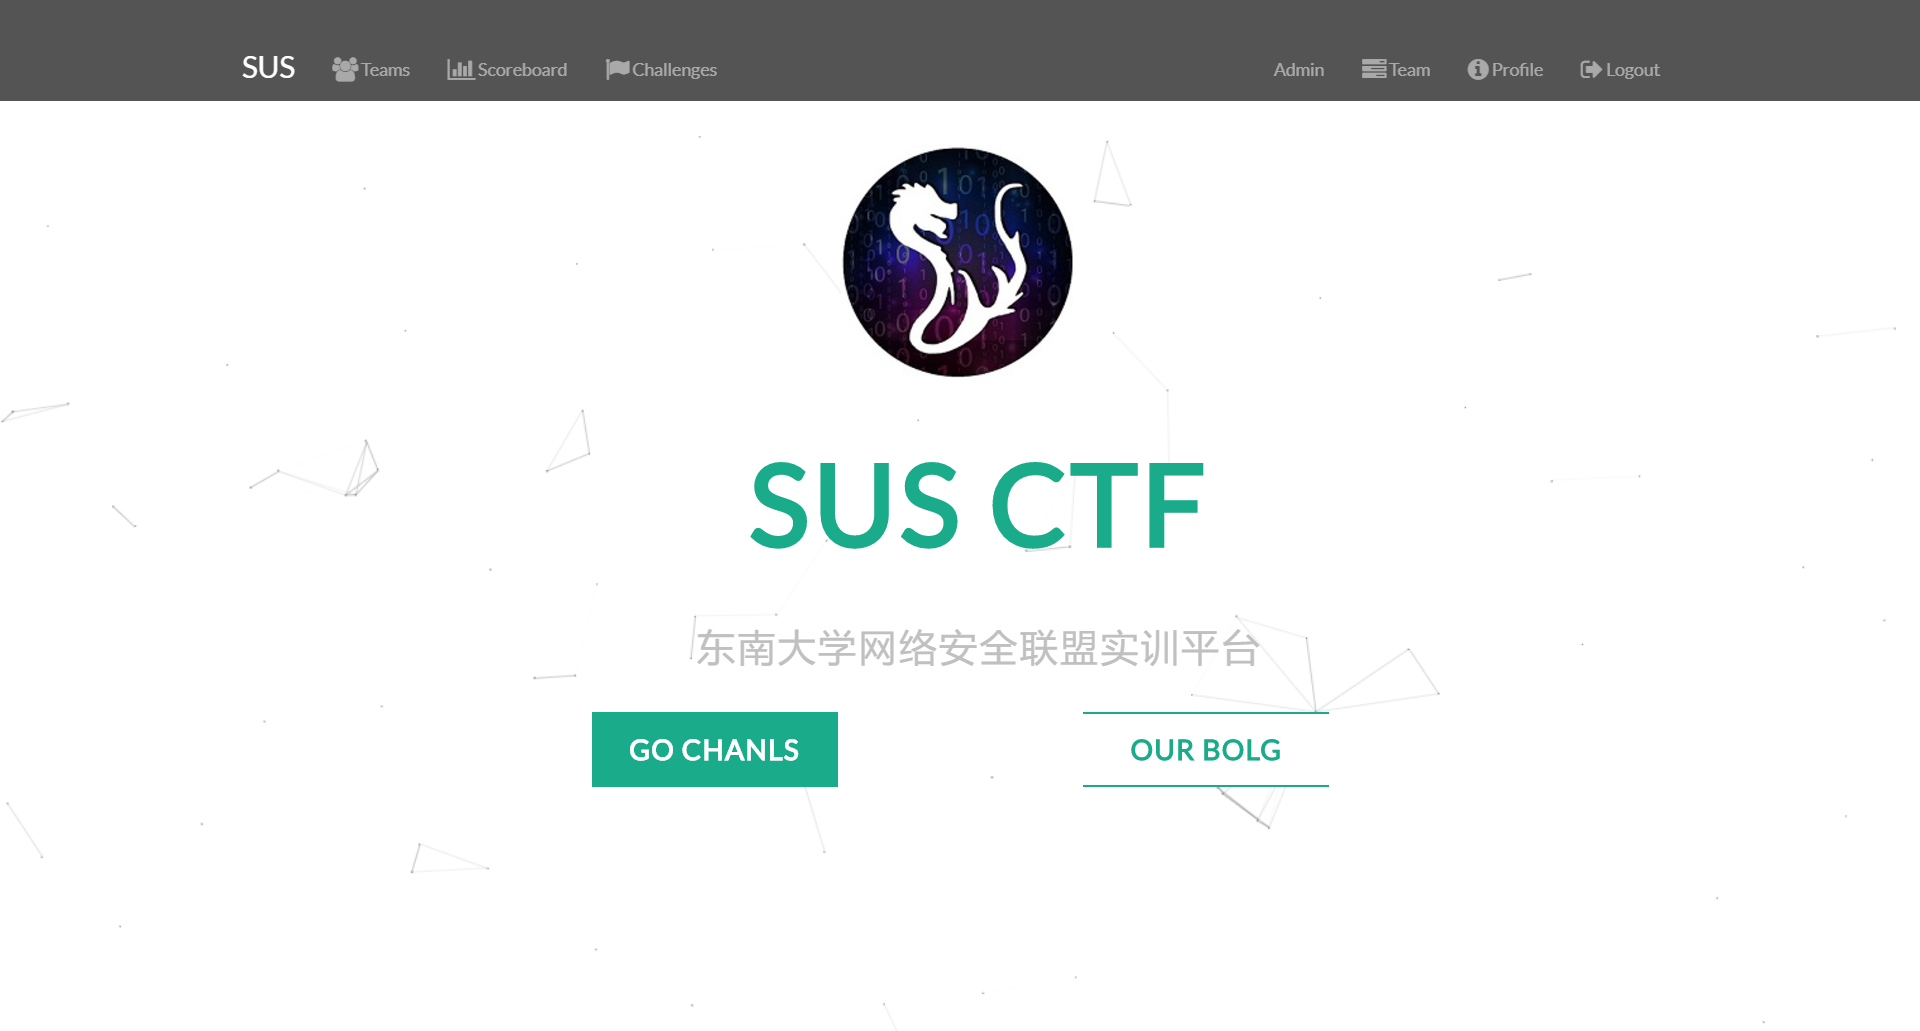 SUS Teams Scoreboard Challenges Admin Team Profile Logout
SUS CTF
东南大学网络安全联盟实训平台
GO CHANLS OUR BOLG